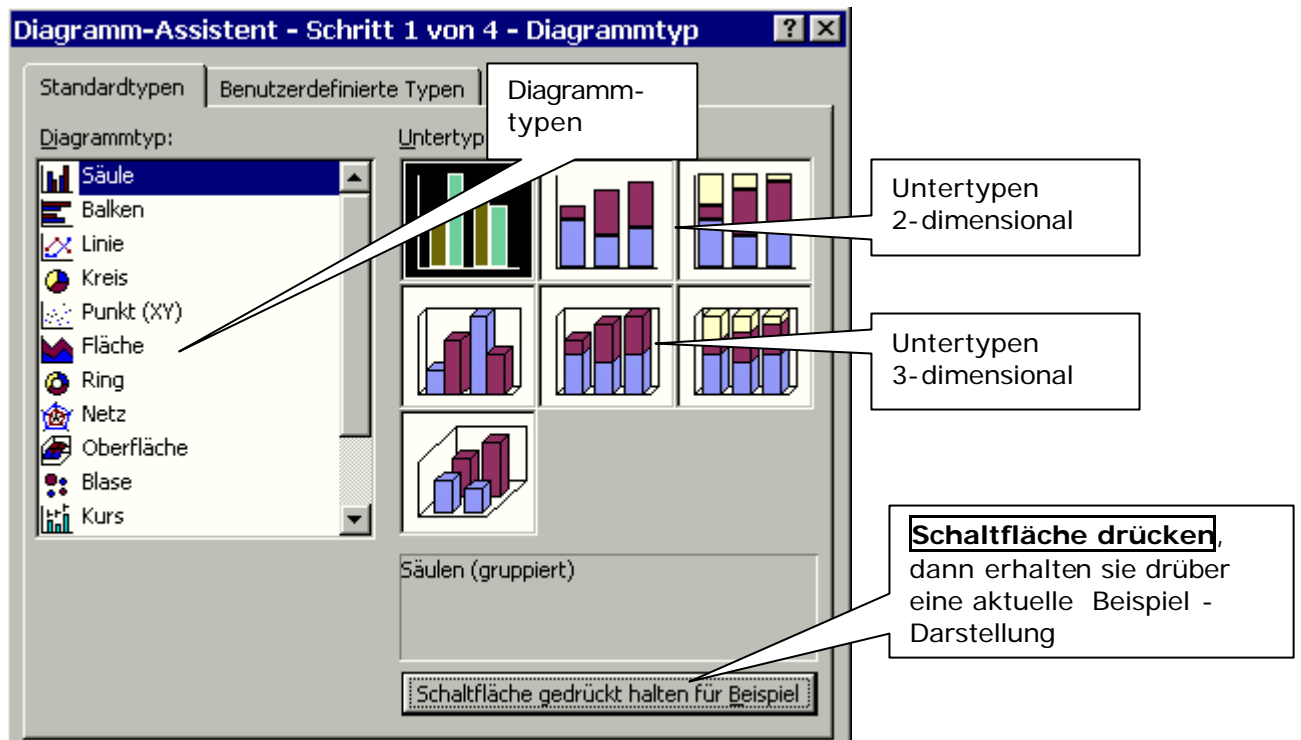 Diagramm-Assistent - Schritt 1 von 4 - Diagrammtyp
Standardtypen
Benutzerdefinierte Typen
Diagramm-
typen
Diagrammtyp:
Säule
Balken
Linie
Kreis
Punkt (XY)
Fläche
Ring
Netz
Oberfläche
Blase
Kurs
Untertyp
Untertypen
2-dimensional
Untertypen
3-dimensional
Säulen (gruppiert)
Schaltfläche gedrückt halten für Beispiel
Schaltfläche drücken,
dann erhalten sie drüber
eine aktuelle Beispiel -
Darstellung